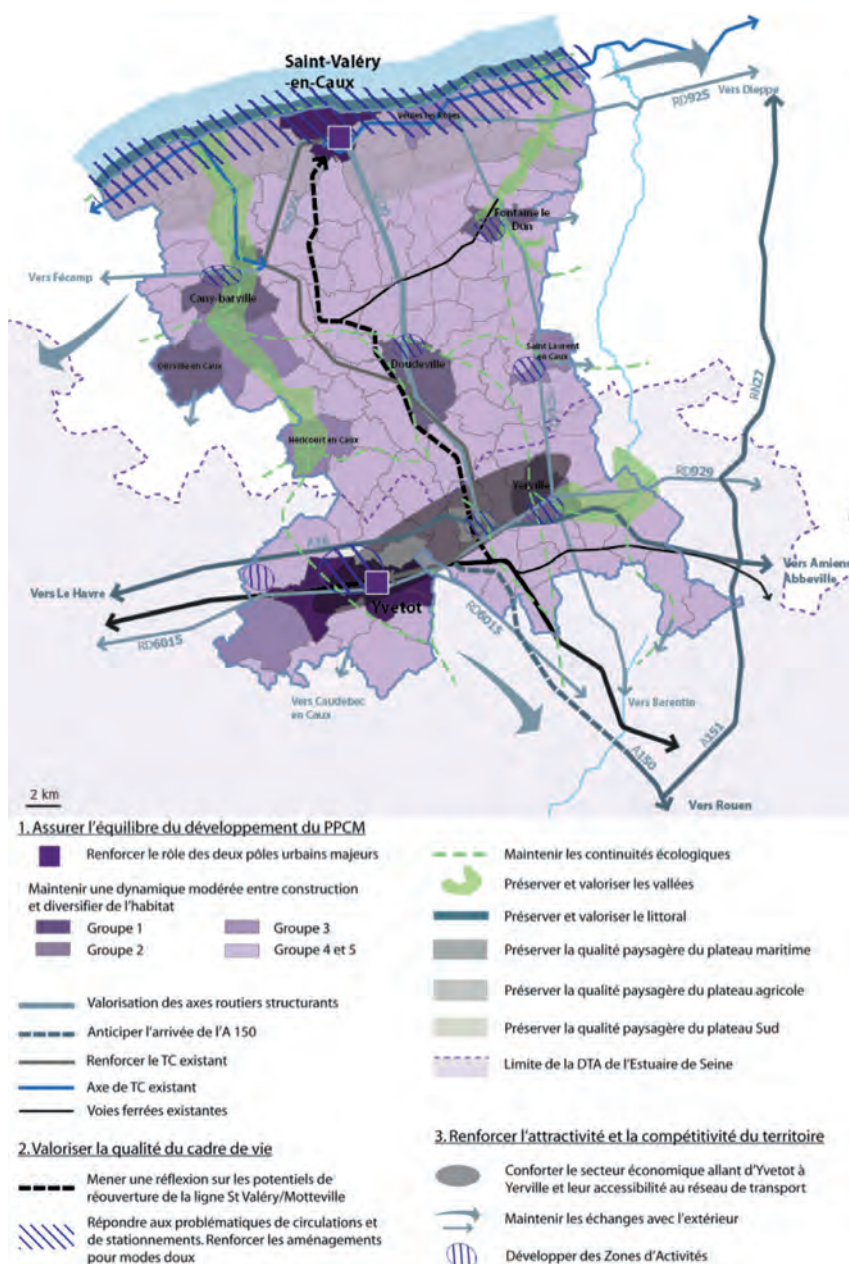 Saint-Valéry
-en-Caux
Veules les Roses
RD925
Vers Dieppe
Fontaine le
Dun
Vers Fécamp
Cany-barville
Saint Laurent
en Caux
Doudeville
Ourville en Caux
Héricourt en Caux
RN27
Yerville
RD929
Vers Amiens
Abbeville
Vers Le Havre
Yvetot
RD6015
RD6015
Vers Caudebec
en Caux
Vers Barentin
A150
A151
Vers Rouen
2 km
1. Assurer l'équilibre du développement du PPCM
Renforcer le rôle des deux pôles urbains majeurs
Maintenir une dynamique modérée entre construction
et diversifier de l'habitat
Groupe 1
Groupe 3
Groupe 2
Groupe 4 et 5
Valorisation des axes routiers structurants
Anticiper l'arrivée de l'A 150
Renforcer le TC existant
Axe de TC existant
Voies ferrées existantes
2. Valoriser la qualité du cadre de vie
Mener une réflexion sur les potentiels de
réouverture de la ligne St Valéry/Motteville
Répondre aux problématiques de circulations et
de stationnements. Renforcer les aménagements
pour modes doux
Maintenir les continuités écologiques
Préserver et valoriser les vallées
Préserver et valoriser le littoral
Préserver la qualité paysagère du plateau maritime
Préserver la qualité paysagère du plateau agricole
Préserver la qualité paysagère du plateau Sud
Limite de la DTA de l'Estuaire de Seine
3. Renforcer l'attractivité et la compétitivité du territoire
Conforter le secteur économique allant d'Yvetot à
Yerville et leur accessibilité au réseau de transport
Maintenir les échanges avec l'extérieur
Développer des Zones d'Activités